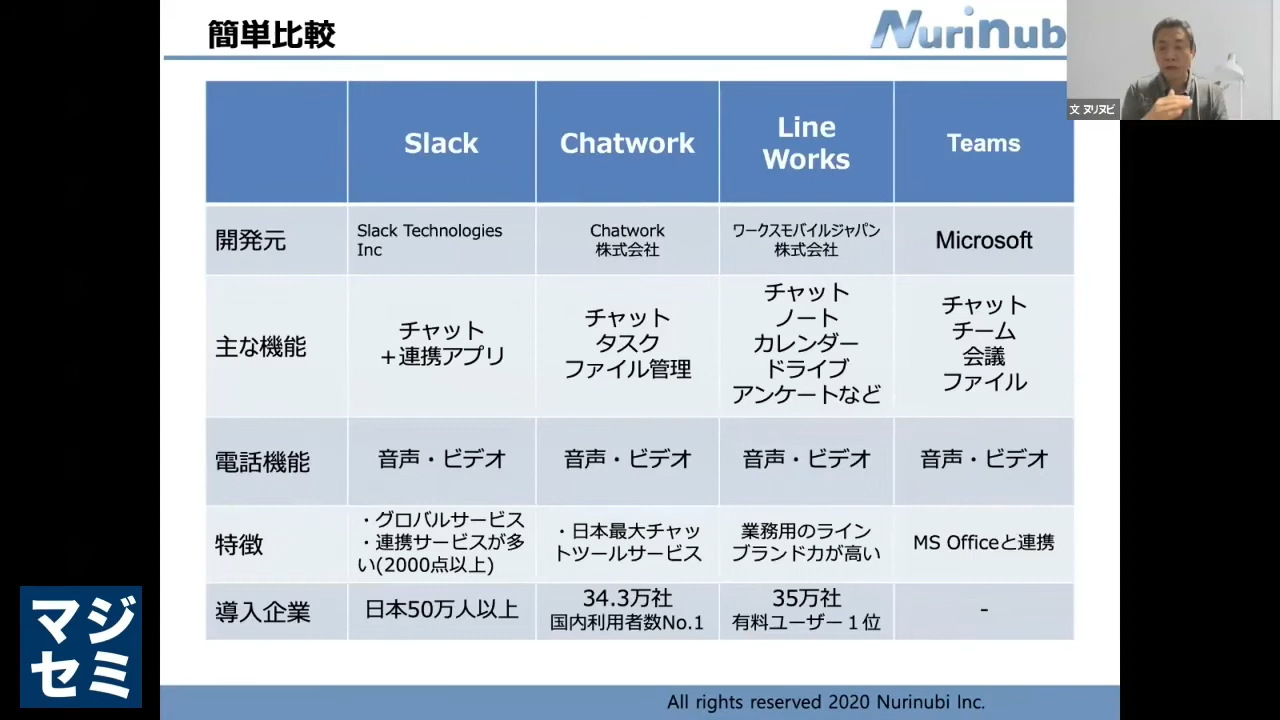 簡単比較
NuriNub
文 ヌリヌビ
Slack
Chatwork
Line
Works
Teams
開発元
Slack Technologies
Inc
Chatwork
株式会社
ワークスモバイルジャパン
株式会社
Microsoft
主な機能
チャット
＋連携アプリ
チャット
タスク
ファイル管理
チャット
ノート
カレンダー
ドライブ
アンケートなど
チャット
チーム
会議
ファイル
電話機能
音声・ビデオ
音声・ビデオ
音声・ビデオ
音声・ビデオ
特徴
・グロバルサービス
・連携サービスが多
い(2000点以上)
・日本最大チャッ
トツールサービス
業務用のライン
ブランド力が高い
MS Officeと連携
導入企業
日本50万人以上
34.3万社
国内利用者数No.1
35万社
有料ユーザー１位
-
マジ
セミ
All rights reserved 2020 Nurinubi Inc.